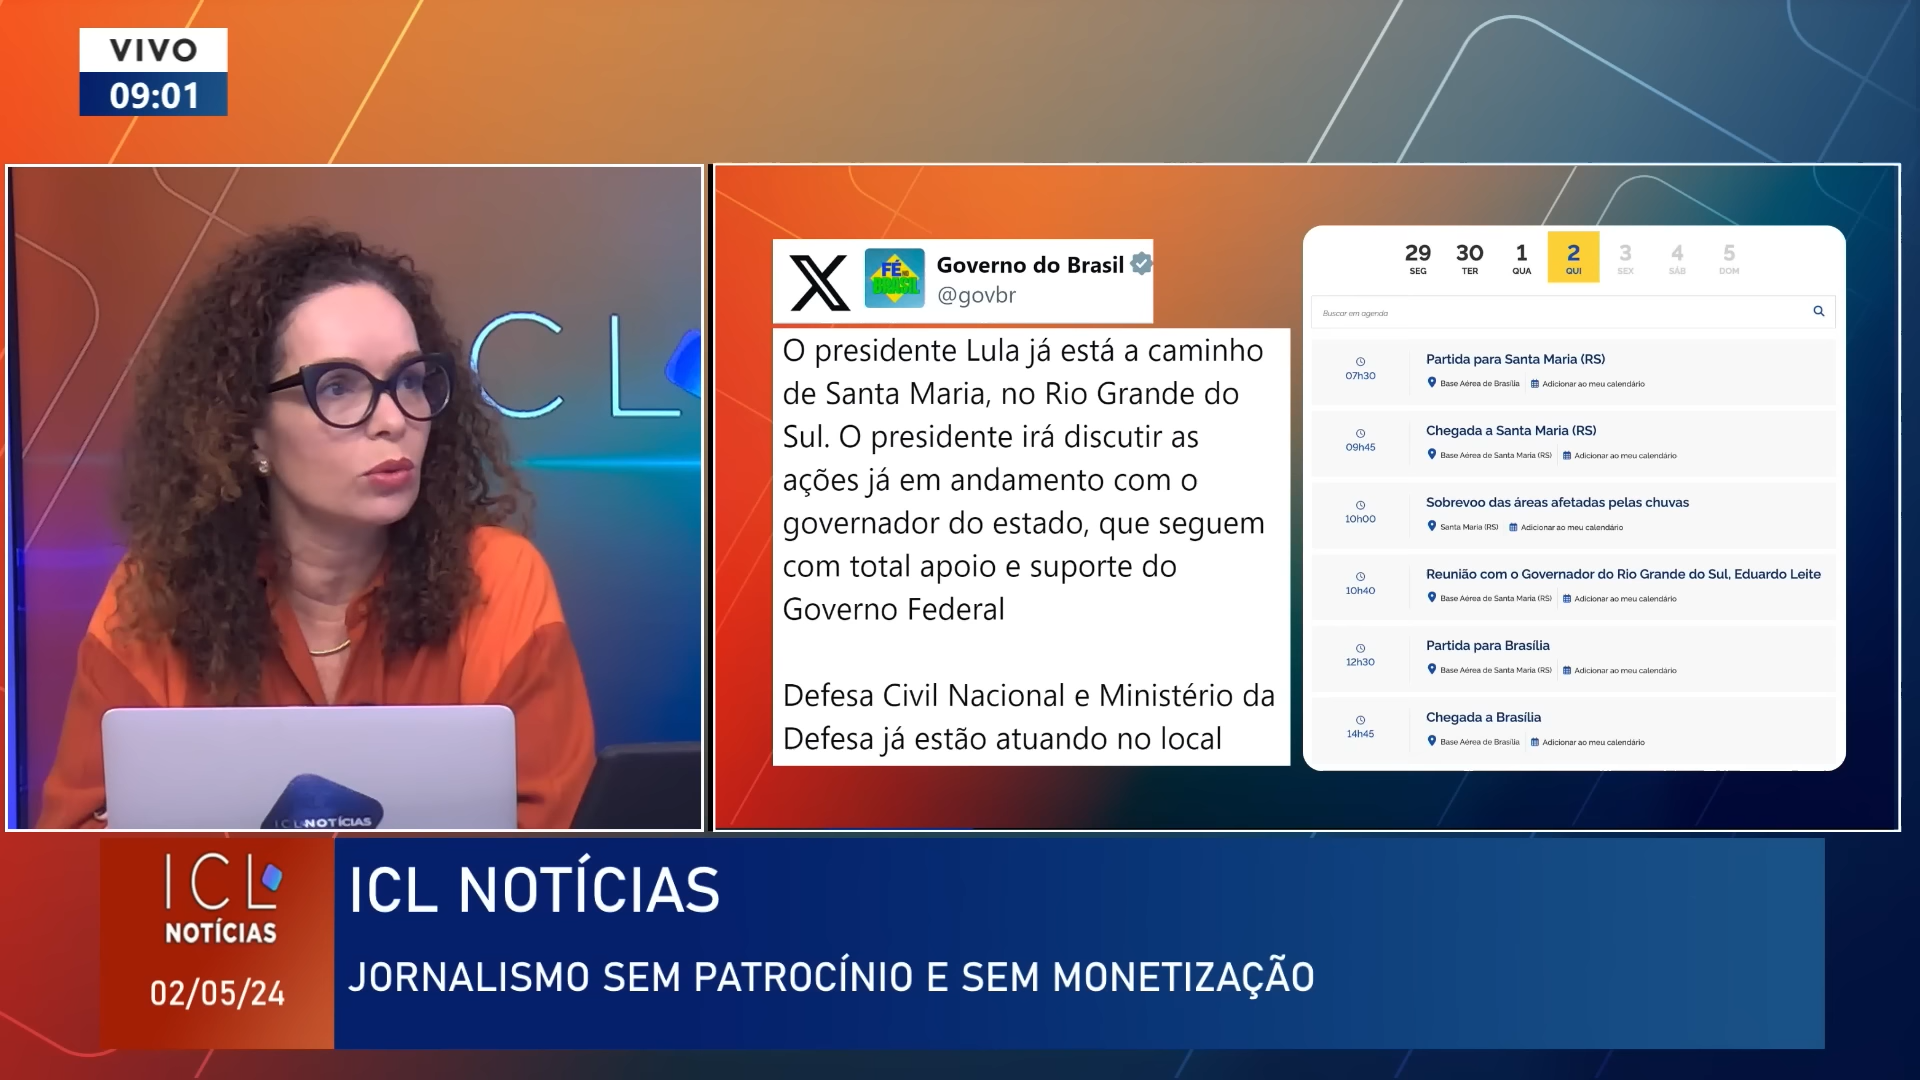 VIVO
09:01
ICL
Governo do Brasil
@govbr
FÉ NO
BRASIL
O presidente Lula já está a caminho
de Santa Maria, no Rio Grande do
Sul. O presidente irá discutir as
ações já em andamento com o
governador do estado, que seguem
com total apoio e suporte do
Governo Federal
Defesa Civil Nacional e Ministério da
Defesa já estão atuando no local
29 30 1 2 3 4 5
SEG TER QUA QUI SEX SÁB DOM
Buscar em agenda
07h30
Partida para Santa Maria (RS)
Base Aérea de Brasília Adicionar ao meu calendário
09h45
Chegada a Santa Maria (RS)
Base Aérea de Santa Maria (RS) Adicionar ao meu calendário
10h00
Sobrevoo das áreas afetadas pelas chuvas
Santa Maria (RS) Adicionar ao meu calendário
10h40
Reunião com o Governador do Rio Grande do Sul, Eduardo Leite
Base Aérea de Santa Maria (RS) Adicionar ao meu calendário
12h30
Partida para Brasília
Base Aérea de Santa Maria (RS) Adicionar ao meu calendário
14h45
Chegada a Brasília
Base Aérea de Brasília Adicionar ao meu calendário
ICL NOTÍCIAS
ICL
NOTÍCIAS
02/05/24
ICL NOTÍCIAS
JORNALISMO SEM PATROCÍNIO E SEM MONETIZAÇÃO